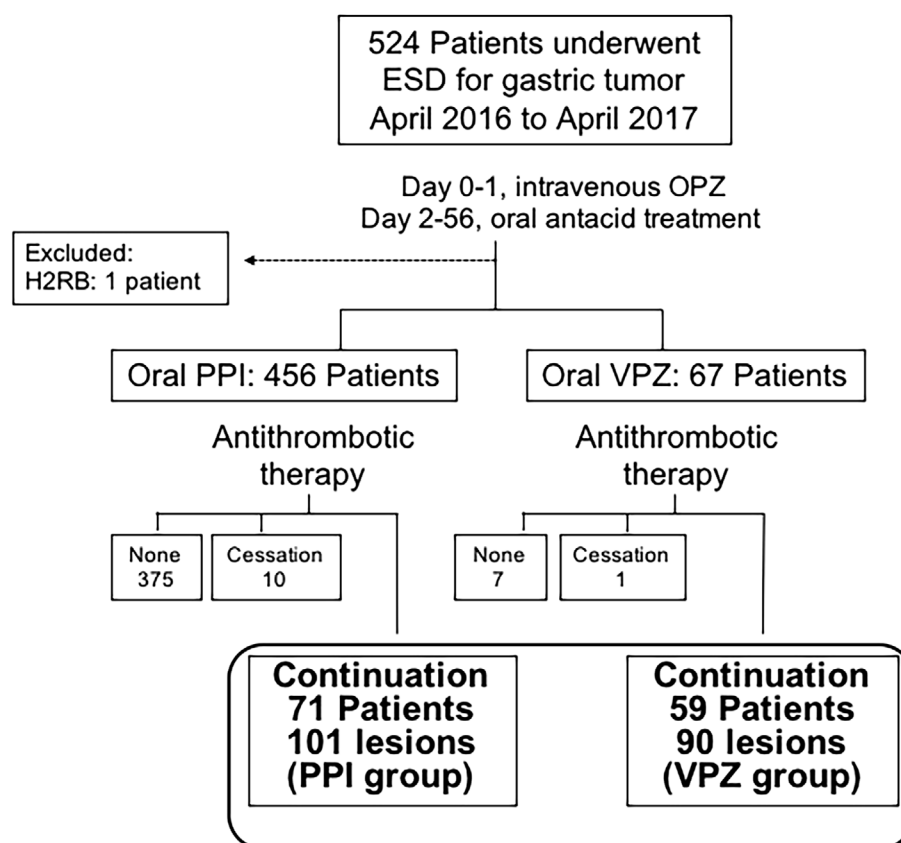 524 Patients underwent
ESD for gastric tumor
April 2016 to April 2017
Day 0-1, intravenous OPZ
Day 2-56, oral antacid treatment
Excluded:
H2RB: 1 patient
Oral PPI: 456 Patients
Oral VPZ: 67 Patients
Antithrombotic
therapy
Antithrombotic
therapy
None
375
Cessation
10
None
7
Cessation
1
Continuation
71 Patients
101 lesions
(PPI group)
Continuation
59 Patients
90 lesions
(VPZ group)